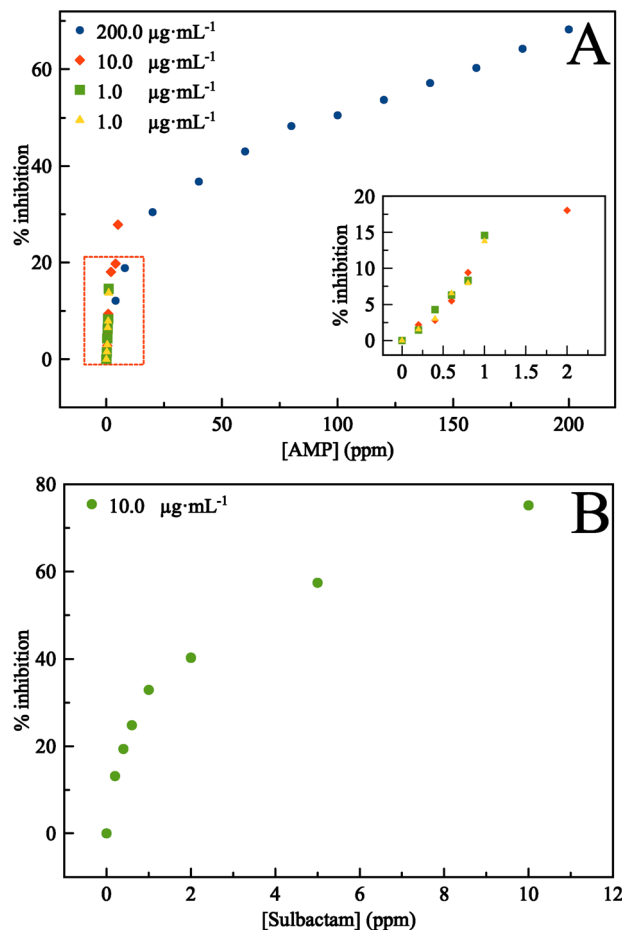 A
200.0 µg·mL⁻¹
10.0 µg·mL⁻¹
1.0 µg·mL⁻¹
1.0 µg·mL⁻¹
% inhibition
60
40
20
0
0
50
100
150
200
[AMP] (ppm)
% inhibition
20
15
10
5
0
0
0.5
1
1.5
2
B
10.0 µg·mL⁻¹
% inhibition
80
60
40
20
0
0
2
4
6
8
10
12
[Sulbactam] (ppm)